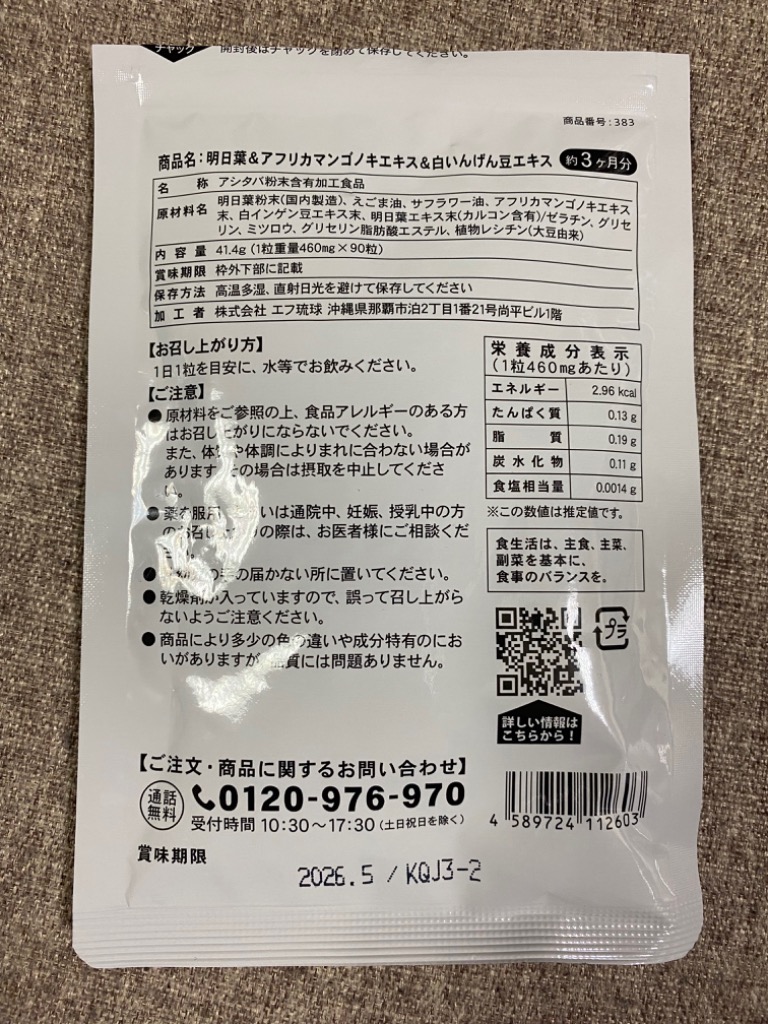 チャック 開封後はチャックを閉めて保存してください。
商品番号：383
商品名：明日葉＆アフリカマンゴノキエキス＆白いんげん豆エキス 約3ヶ月分
名称 アシタバ粉末含有加工食品
原材料名 明日葉粉末(国内製造)、えごま油、サフラワー油、アフリカマンゴノキエキス
末、白インゲン豆エキス末、明日葉エキス末(カルコン含有)/ゼラチン、グリセ
リン、ミツロウ、グリセリン脂肪酸エステル、植物レシチン(大豆由来)
内容量 41.4g (1粒重量460mg×90粒)
賞味期限 枠外下部に記載
保存方法 高温多湿、直射日光を避けて保存してください
加工者 株式会社 エフ琉球 沖縄県那覇市泊2丁目1番21号尚平ビル1階
【お召し上がり方】
1日1粒を目安に、水等でお飲みください。
【ご注意】
● 原材料をご参照の上、食品アレルギーのある方
はお召し上がりにならないでください。
また、体質や体調によりまれに合わない場合が
あります。その場合は摂取を中止してくださ
い。
● 薬を服用 いは通院中、妊娠、授乳中の方
のお召し の際は、お医者様にご相談くだ
● の手の届かない所に置いてください。
● 乾燥剤が入っていますので、誤って召し上がら
ないようご注意ください。
● 商品により多少の色の違いや成分特有のにお
いがありますが、品質には問題ありません。
栄養成分表示
(1粒460mgあたり)
エネルギー 2.96 kcal
たんぱく質 0.13 g
脂質 0.19 g
炭水化物 0.11 g
食塩相当量 0.0014 g
※この数値は推定値です。
食生活は、主食、主菜、
副菜を基本に、
食事のバランスを。
プラ
詳しい情報は
こちらから！
【ご注文・商品に関するお問い合わせ】
通話無料 0120-976-970
受付時間 10:30～17:30 (土日祝日を除く)
4 589724 112603
賞味期限
2026.5 / KQJ3-2